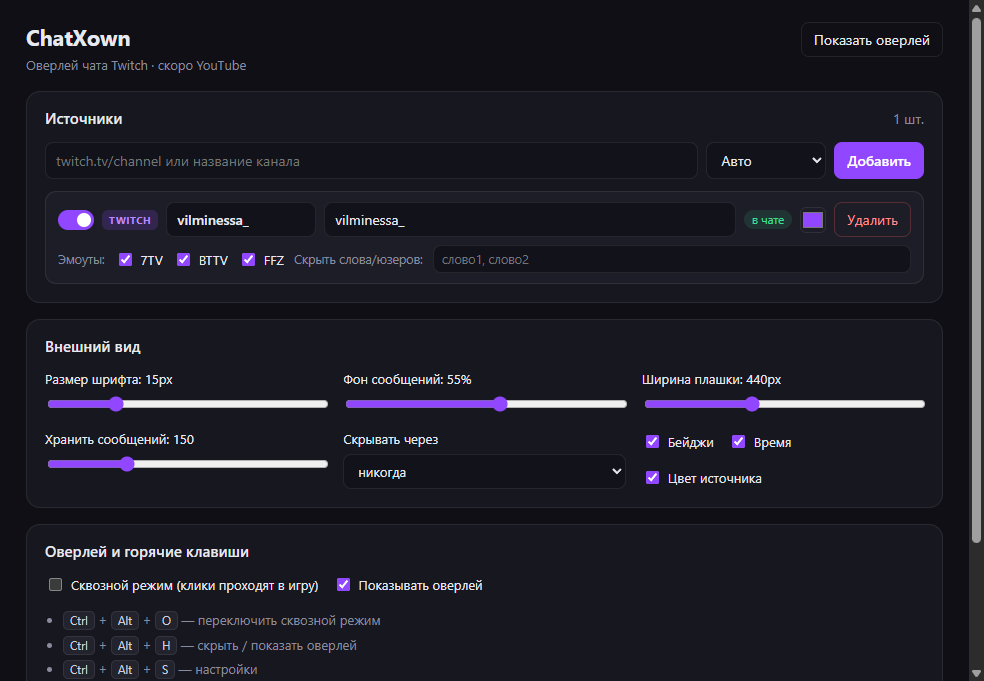 ChatXown
Показать оверлей
Оверлей чата Twitch · скоро YouTube
Источники
1 шт.
twitch.tv/channel или название канала
Авто
Добавить
TWITCH
vilminessa_
vilminessa_
в чате
Удалить
Эмоуты: 7TV BTTV FFZ Скрыть слова/юзеров: слово1, слово2
Внешний вид
Размер шрифта: 15px
Фон сообщений: 55%
Ширина плашки: 440px
Хранить сообщений: 150
Скрывать через
никогда
Бейджи
Время
Цвет источника
Оверлей и горячие клавиши
Сквозной режим (клики проходят в игру)
Показывать оверлей
Ctrl + Alt + O — переключить сквозной режим
Ctrl + Alt + H — скрыть / показать оверлей
Ctrl + Alt + S — настройки